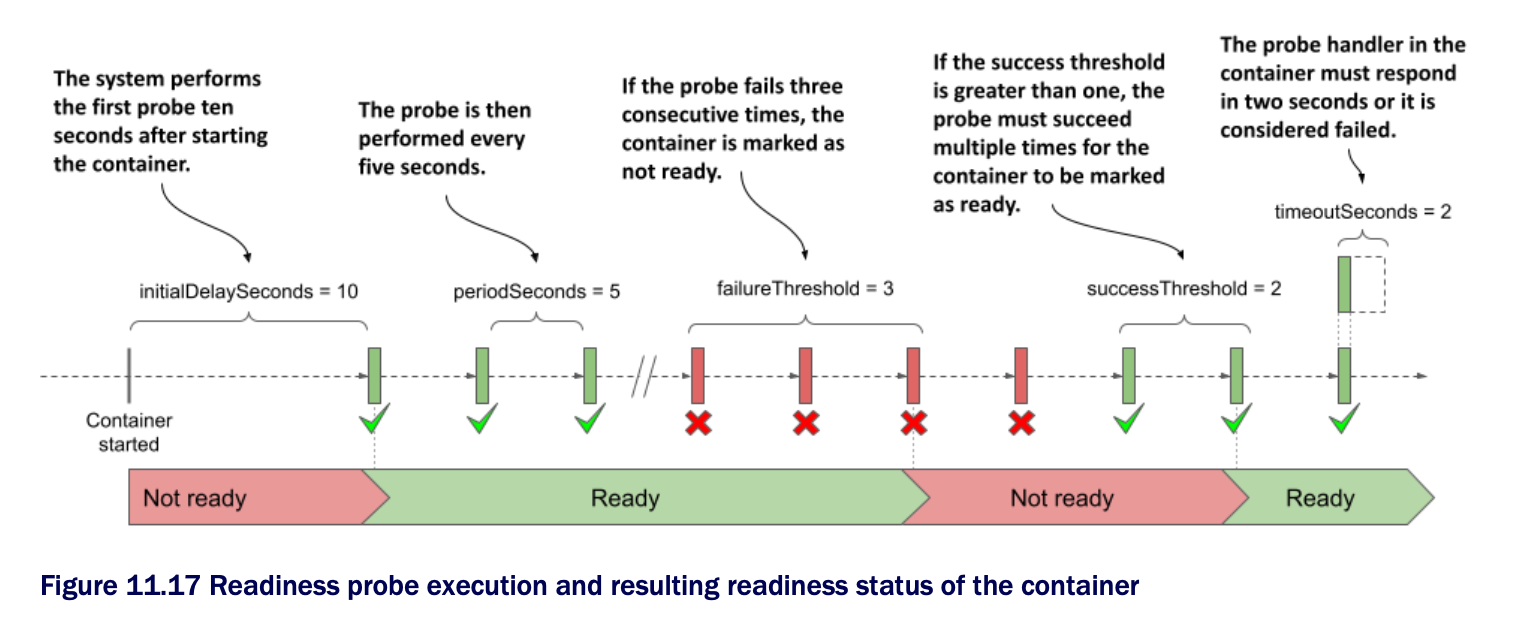 The system performs
the first probe ten
seconds after starting
the container.
The probe is then
performed every
five seconds.
If the probe fails three
consecutive times, the
container is marked as
not ready.
If the success threshold
is greater than one, the
probe must succeed
multiple times for the
container to be marked
as ready.
The probe handler in the
container must respond
in two seconds or it is
considered failed.
timeoutSeconds = 2
initialDelaySeconds = 10
periodSeconds = 5
failureThreshold = 3
successThreshold = 2
Container
started
Not ready
Ready
Not ready
Ready
Figure 11.17 Readiness probe execution and resulting readiness status of the container